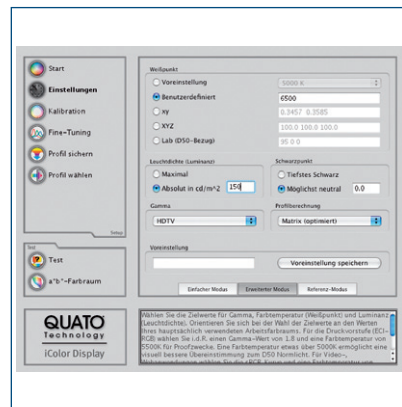 Start
Einstellungen
Kalibration
Fine-Tuning
Profil sichern
Profil wählen
Setup
Test
Test
a*b*-Farbraum
QUATO
Technology
iColor Display
Weißpunkt
Voreinstellung 5000 K
Benutzerdefiniert 6500
xy 0.3457 0.3585
XYZ 100.0 100.0 100.0
Lab (D50-Bezug) 95 0 0
Leuchtdichte (Luminanz)
Maximal
Absolut in cd/m^2 150
Schwarzpunkt
Tiefstes Schwarz
Möglichst neutral 0.0
Gamma
HDTV
Profilberechnung
Matrix (optimiert)
Voreinstellung
Voreinstellung speichern
Einfacher Modus Erweiterter Modus Referenz-Modus
Wählen Sie die Zielwerte für Gamma, Farbtemperatur (Weißpunkt) und Luminanz
(Leuchtdichte). Orientieren Sie sich bei der Wahl der Zielwerte an den Werten
Ihres hauptsächlich verwendeten Arbeitsfarbraums. Für die Druckvorstufe (ECI-
RGB) wählen Sie i.d.R. einen Gamma-Wert von 1.8 und eine Farbtemperatur von
5500K für Proofzwecke. Eine Farbtemperatur etwas über 5000K ermöglicht eine
visuell bessere Übereinstimmung zum D50 Normlicht. Für Video-,